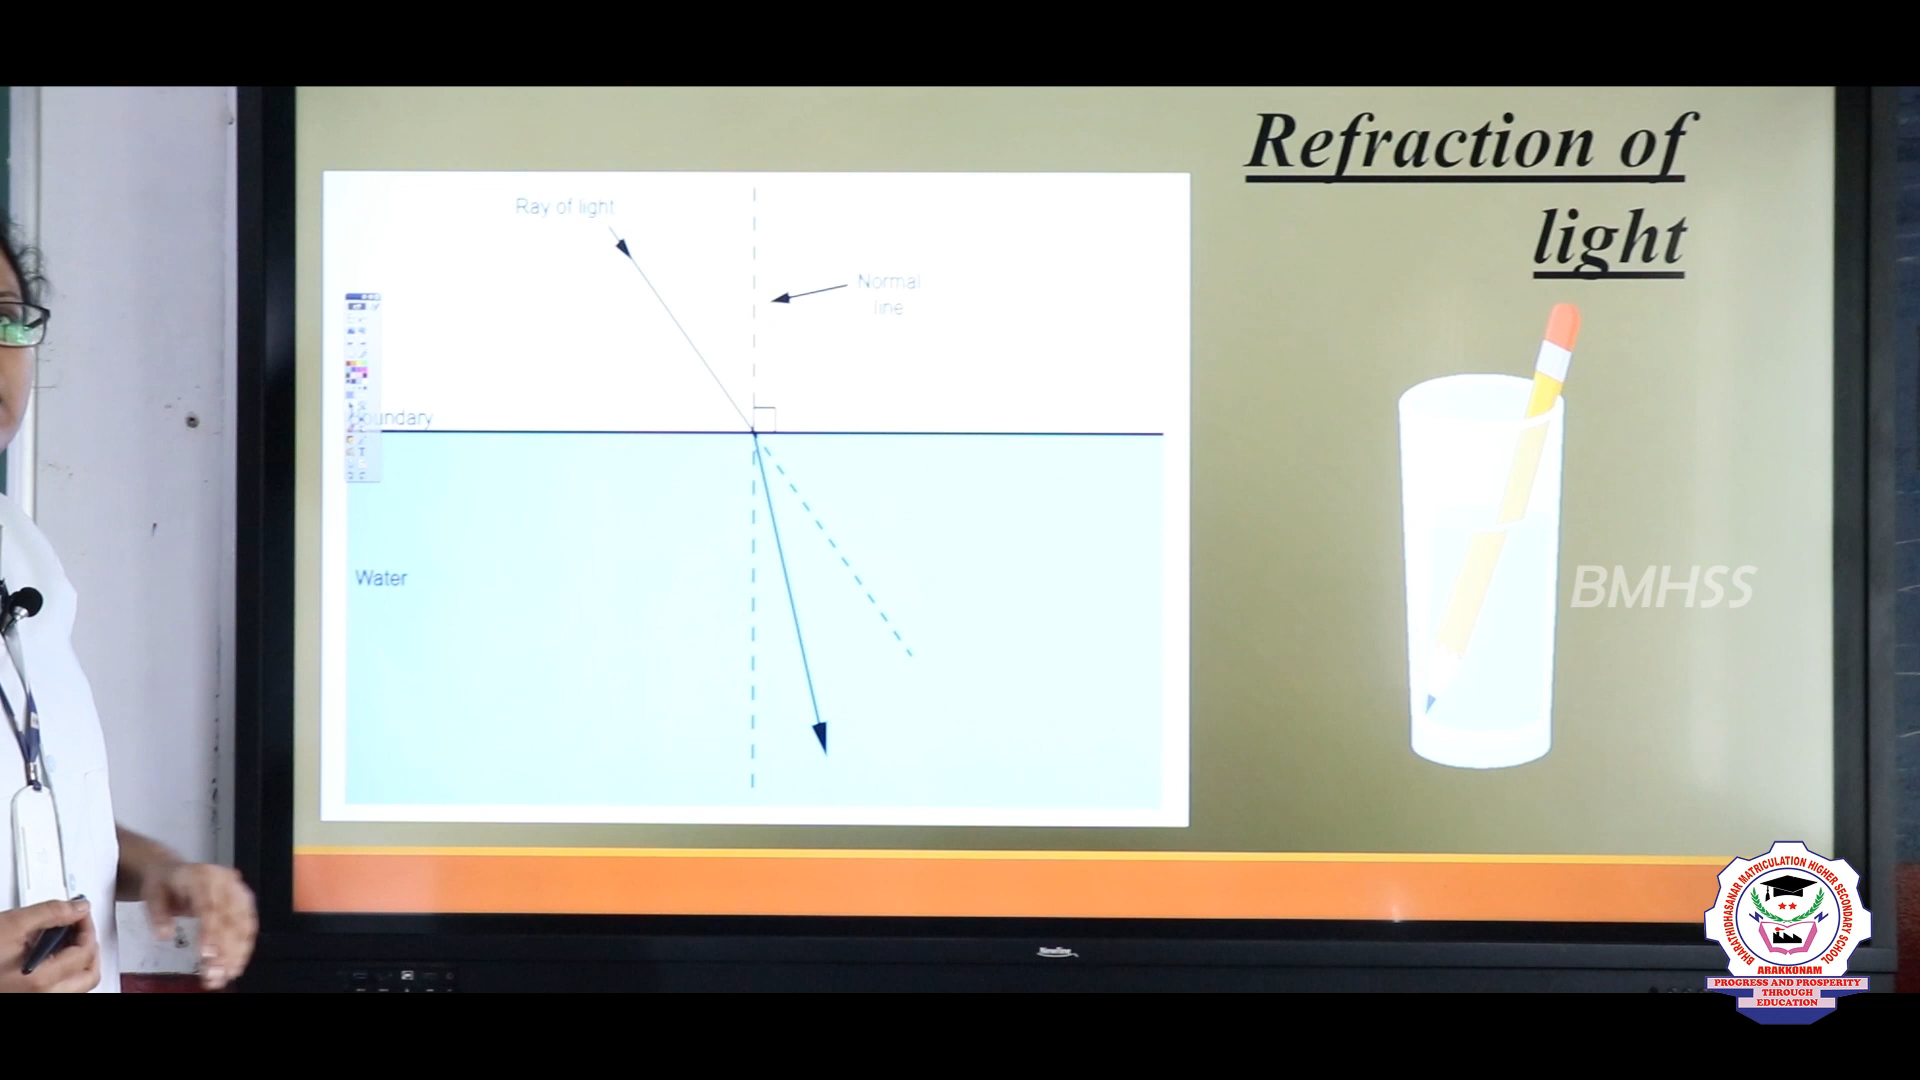 Refraction of
light
Ray of light
Normal
line
Boundary
Water
BMHSS
BHARATHIDHASANAR MATRICULATION HIGHER SECONDARY SCHOOL
ARAKKONAM
PROGRESS AND PROSPERITY
THROUGH
EDUCATION